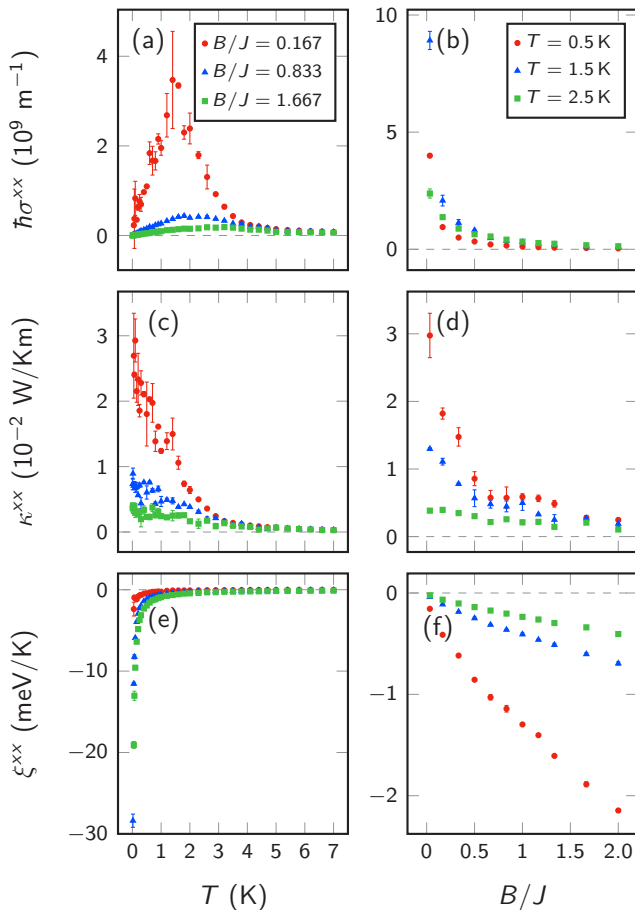 (a)
B/J = 0.167
B/J = 0.833
B/J = 1.667
ħσ^xx (10^9 m^−1)
4
2
0
(b)
T = 0.5 K
T = 1.5 K
T = 2.5 K
10
5
0
(c)
κ^xx (10^−2 W/Km)
3
2
1
0
(d)
3
2
1
0
(e)
ξ^xx (meV/K)
0
−10
−20
−30
0 1 2 3 4 5 6 7
T (K)
(f)
0
−1
−2
0 0.5 1.0 1.5 2.0
B/J